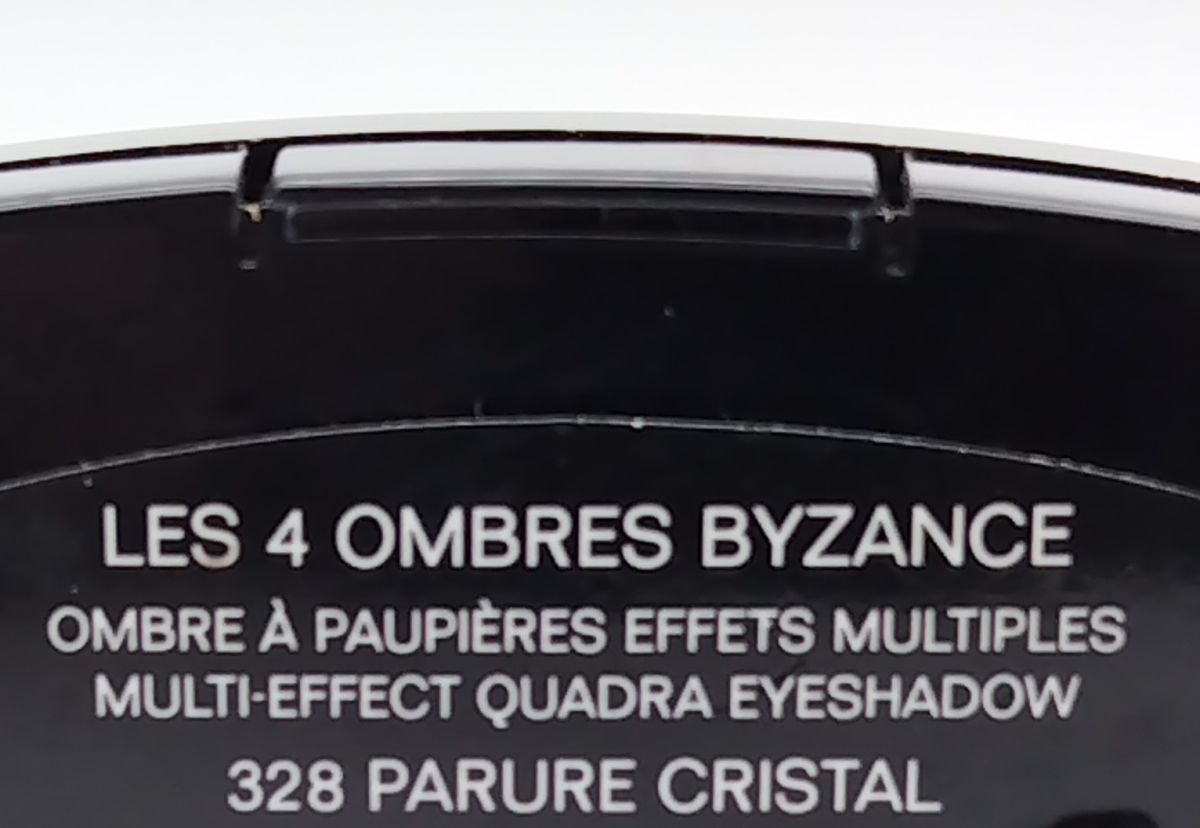 LES 4 OMBRES BYZANCE
OMBRE À PAUPIÈRES EFFETS MULTIPLES
MULTI-EFFECT QUADRA EYESHADOW
328 PARURE CRISTAL